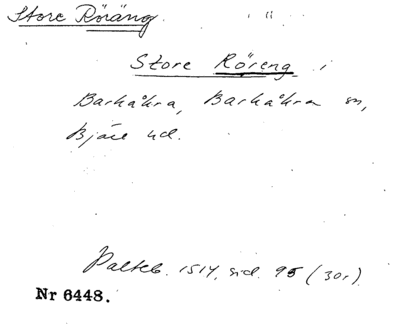 Store Röräng.
Store Röreng i
Barkåkra, Barkåkra sn,
Bjäre hd.
Palteb. 1514, sid. 95 (30r)
Nr 6448.